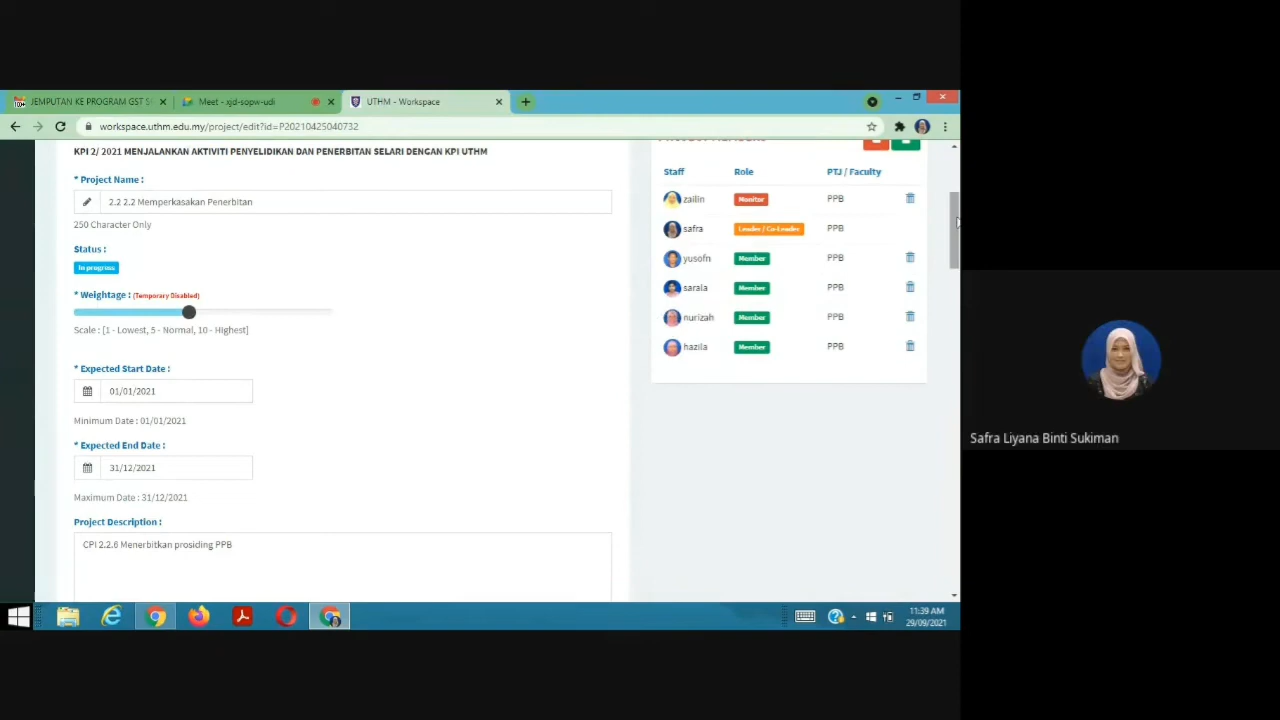 JEMPUTAN KE PROGRAM GST
Meet - xjd-sopw-udi
UTHM - Workspace
workspace.uthm.edu.my/project/edit?id=P20210425040732
KPI 2/ 2021 MENJALANKAN AKTIVITI PENYELIDIKAN DAN PENERBITAN SELARI DENGAN KPI UTHM
* Project Name :
2.2 2.2 Memperkasakan Penerbitan
250 Character Only
Status :
In progress
* Weightage : (Temporary Disabled)
Scale : [1 - Lowest, 5 - Normal, 10 - Highest]
* Expected Start Date :
01/01/2021
Minimum Date : 01/01/2021
* Expected End Date :
31/12/2021
Maximum Date : 31/12/2021
Project Description :
CPI 2.2.6 Menerbitkan prosiding PPB
Staff Role PTJ / Faculty
zailin Monitor PPB
safra Leader / Co-Leader PPB
yusofn Member PPB
sarala Member PPB
nurizah Member PPB
hazila Member PPB
Safra Liyana Binti Sukiman
11:39 AM
29/09/2021